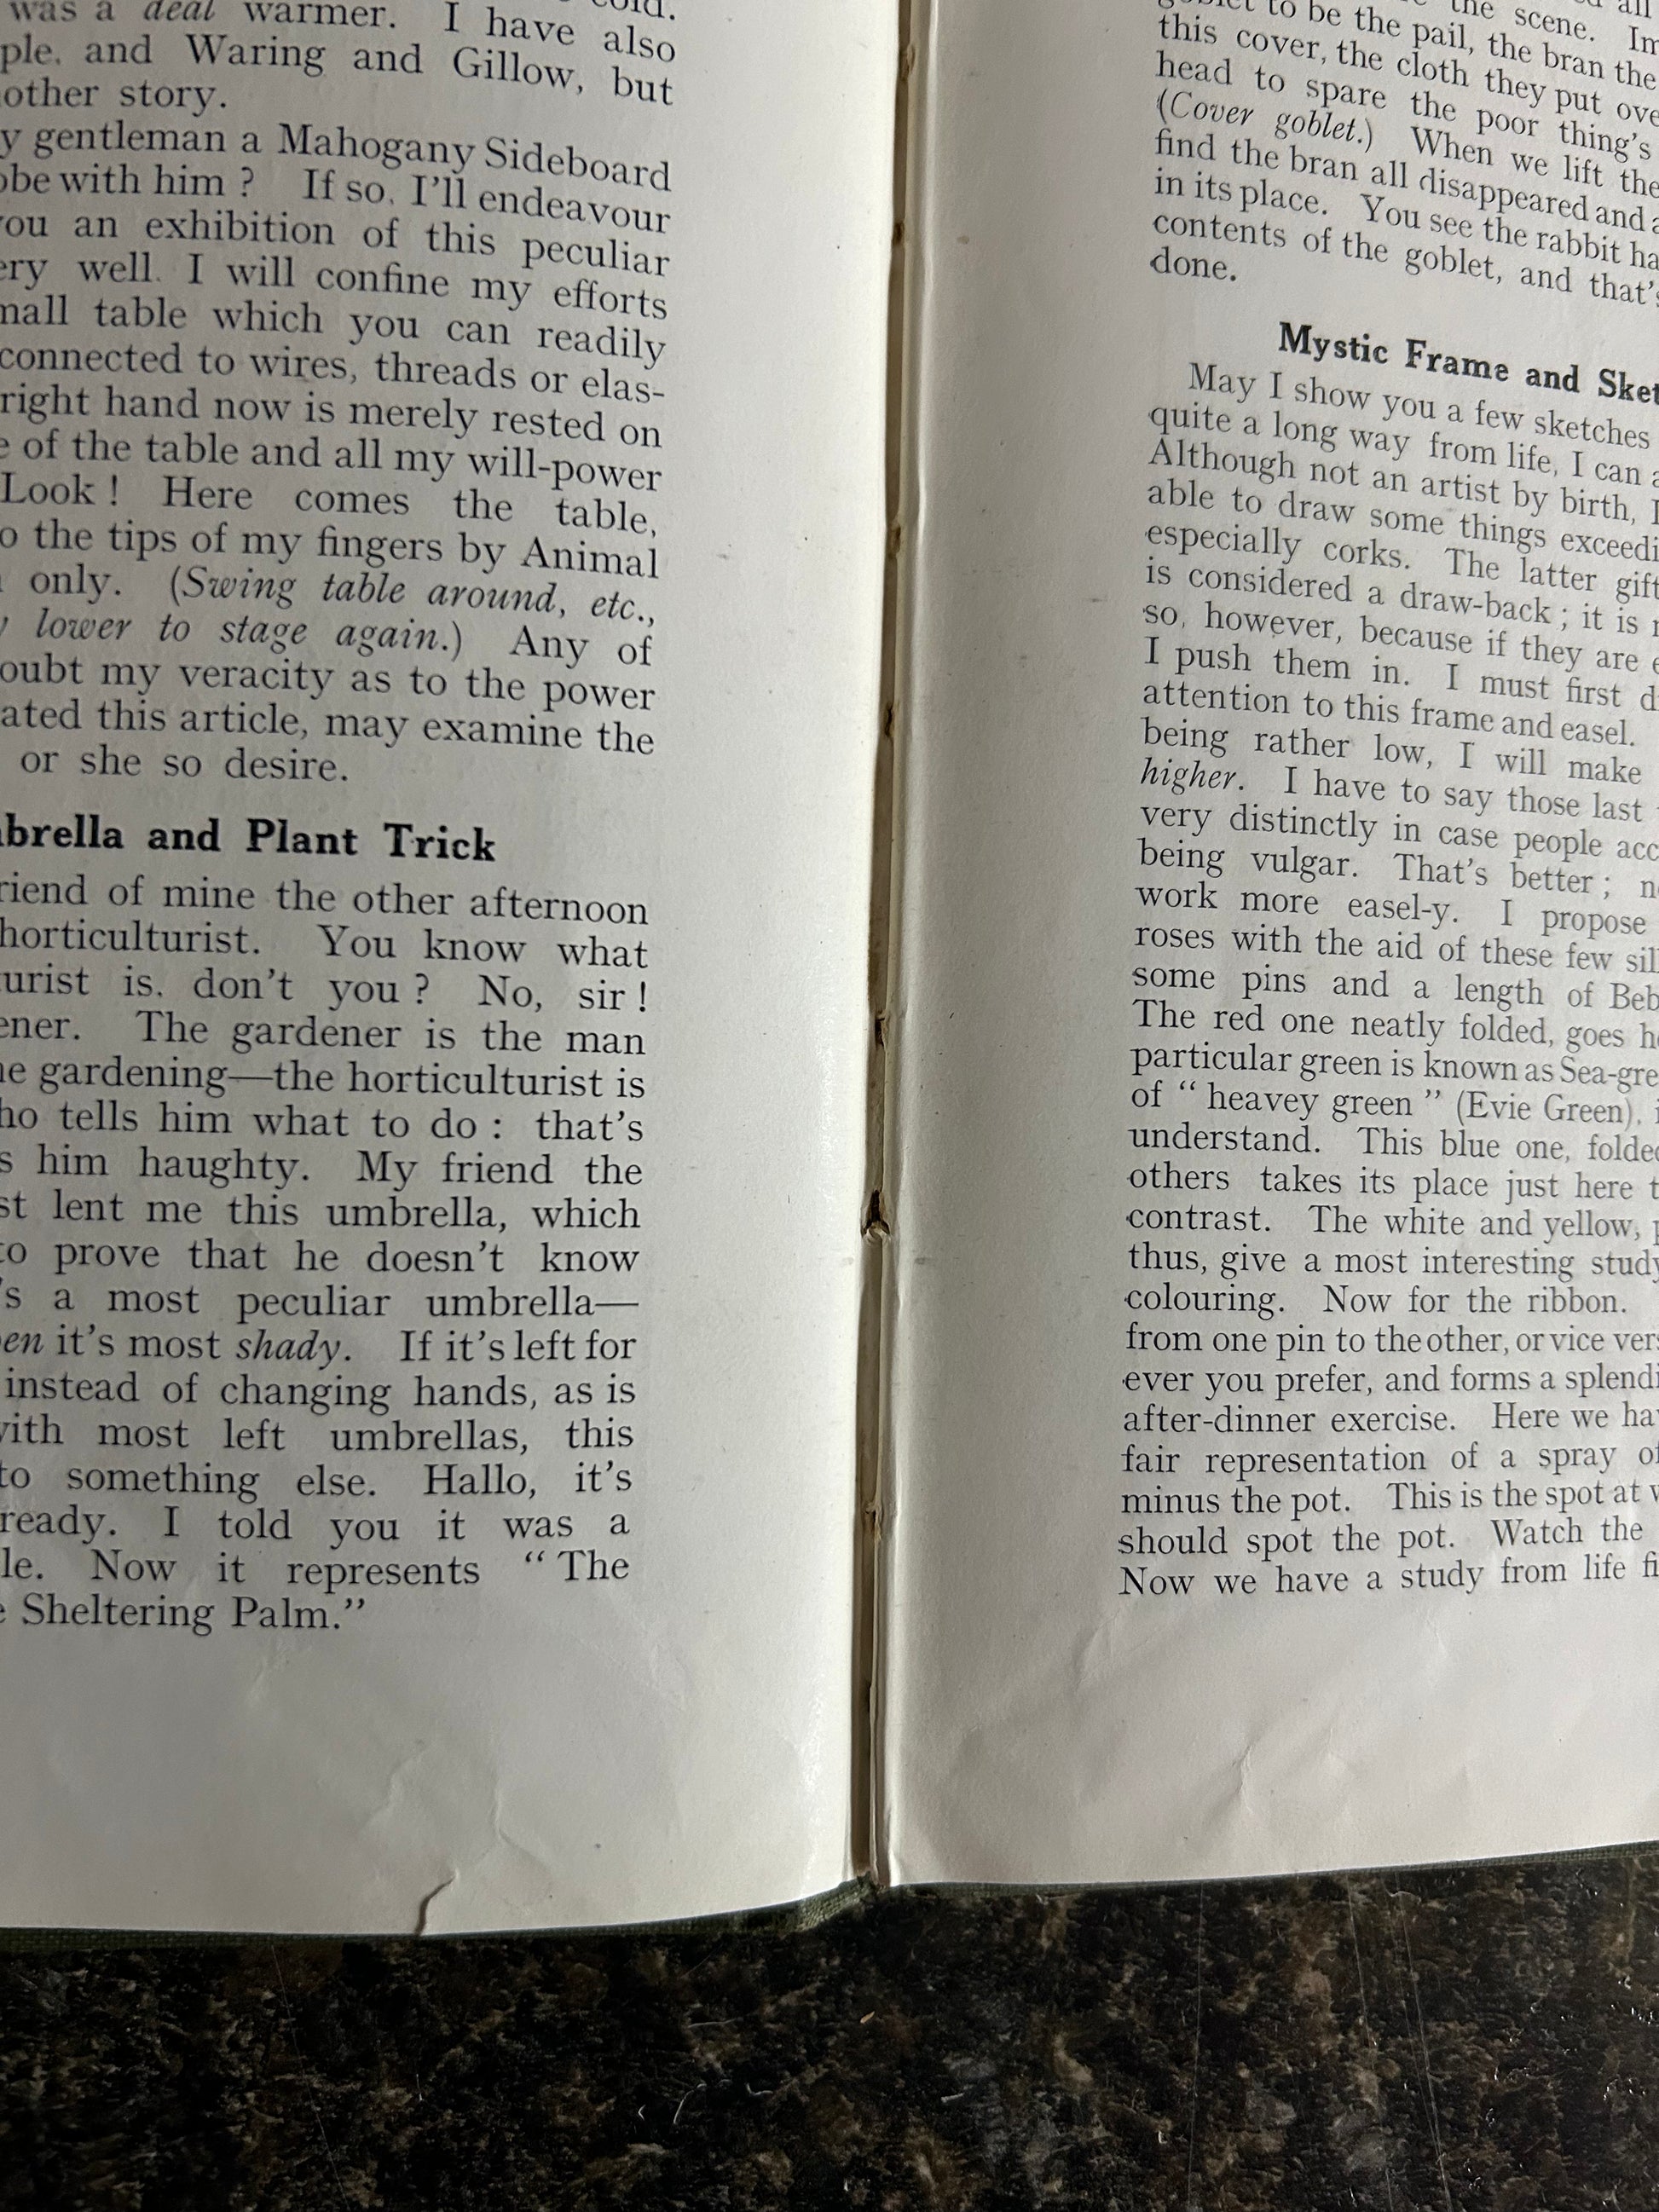 was a deal warmer. I have also
and Waring and Gillow, but
other story.
gentleman a Mahogany Sideboard
with him ? If so, I'll endeavour
an exhibition of this peculiar
well. I will confine my efforts
table which you can readily
connected to wires, threads or elas-
right hand now is merely rested on
of the table and all my will-power
Look ! Here comes the table,
the tips of my fingers by Animal
only. (Swing table around, etc.,
lower to stage again.) Any of
my veracity as to the power
this article, may examine the
or she so desire.
brella and Plant Trick
riend of mine the other afternoon
horticulturist. You know what
urist is, don't you ? No, sir !
ener. The gardener is the man
gardening—the horticulturist is
ho tells him what to do : that's
s him haughty. My friend the
st lent me this umbrella, which
to prove that he doesn't know
's a most peculiar umbrella—
en it's most shady. If it's left for
instead of changing hands, as is
with most left umbrellas, this
to something else. Hallo, it's
ready. I told you it was a
le. Now it represents “ The
Sheltering Palm.”
the scene. Im
to be the pail, the bran the
this cover, the cloth they put ove
head to spare the poor thing's
(Cover goblet.) When we lift the
find the bran all disappeared and a
in its place. You see the rabbit ha
contents of the goblet, and that's
done.
Mystic Frame and Sket
May I show you a few sketches
quite a long way from life, I can a
Although not an artist by birth, I
able to draw some things exceedi
especially corks. The latter gift
is considered a draw-back ; it is
so, however, because if they are
I push them in. I must first d
attention to this frame and easel.
being rather low, I will make
higher. I have to say those last
very distinctly in case people acc
being vulgar. That's better ; n
work more easel-y. I propose
roses with the aid of these few sil
some pins and a length of Beb
The red one neatly folded, goes he
particular green is known as Sea-gre
of “ heavey green ” (Evie Green), i
understand. This blue one, folde
others takes its place just here t
contrast. The white and yellow, p
thus, give a most interesting study
colouring. Now for the ribbon.
from one pin to the other, or vice vers
ever you prefer, and forms a splendi
after-dinner exercise. Here we hav
fair representation of a spray of
minus the pot. This is the spot at w
should spot the pot. Watch the
Now we have a study from life fi